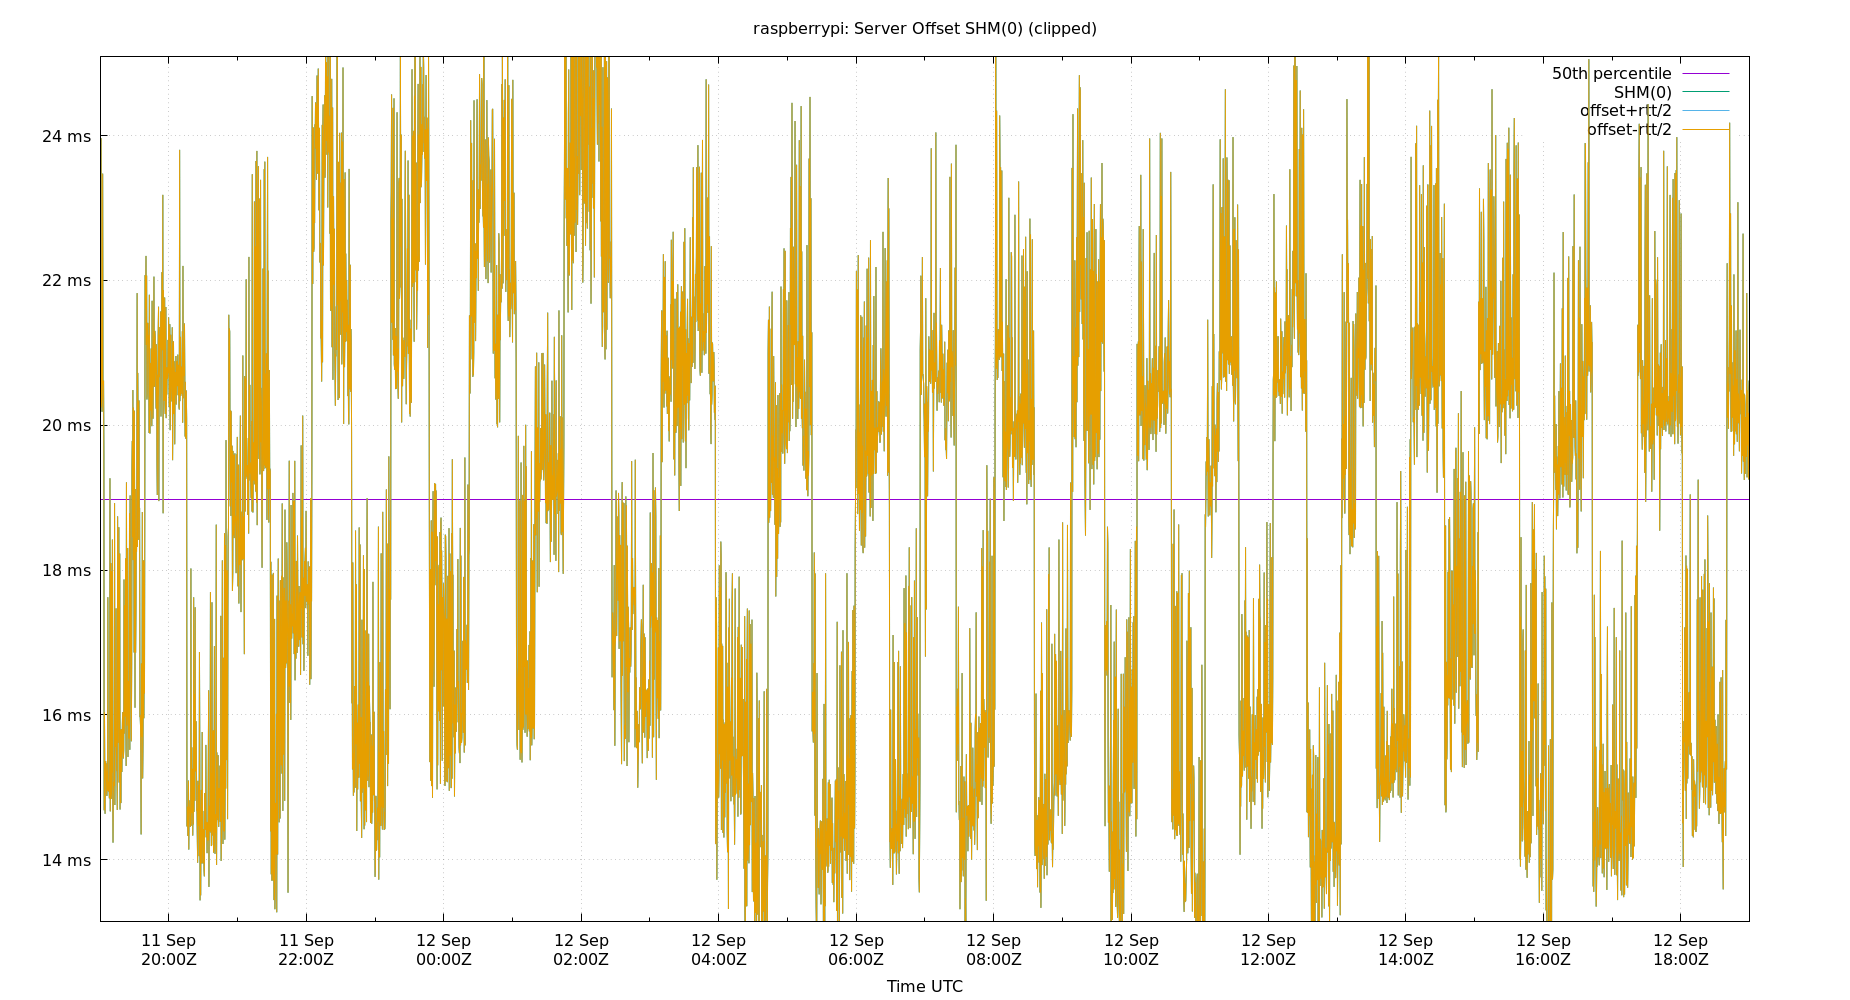 raspberrypi: Server Offset SHM(0) (clipped)
50th percentile
SHM(0)
offset+rtt/2
offset-rtt/2
24 ms
22 ms
20 ms
18 ms
16 ms
14 ms
11 Sep 11 Sep 12 Sep 12 Sep 12 Sep 12 Sep 12 Sep 12 Sep 12 Sep 12 Sep 12 Sep 12 Sep
20:00Z 22:00Z 00:00Z 02:00Z 04:00Z 06:00Z 08:00Z 10:00Z 12:00Z 14:00Z 16:00Z 18:00Z
Time UTC